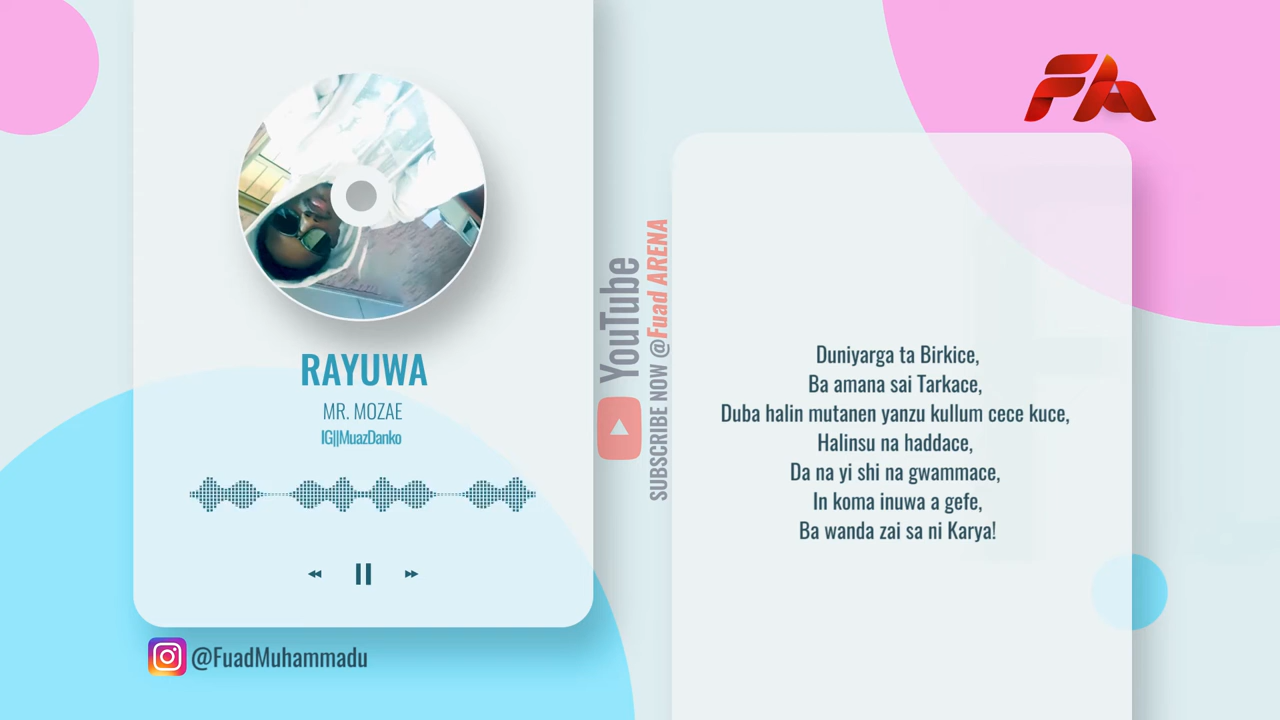 RAYUWA
MR. MOZAE
IG||MuazDanko
@FuadMuhammadu
YouTube
SUBSCRIBE NOW @Fuad ARENA
FA
Duniyarga ta Birkice,
Ba amana sai Tarkace,
Duba halin mutanen yanzu kullum cece kuce,
Halinsu na haddace,
Da na yi shi na gwammace,
In koma inuwa a gefe,
Ba wanda zai sa ni Karya!